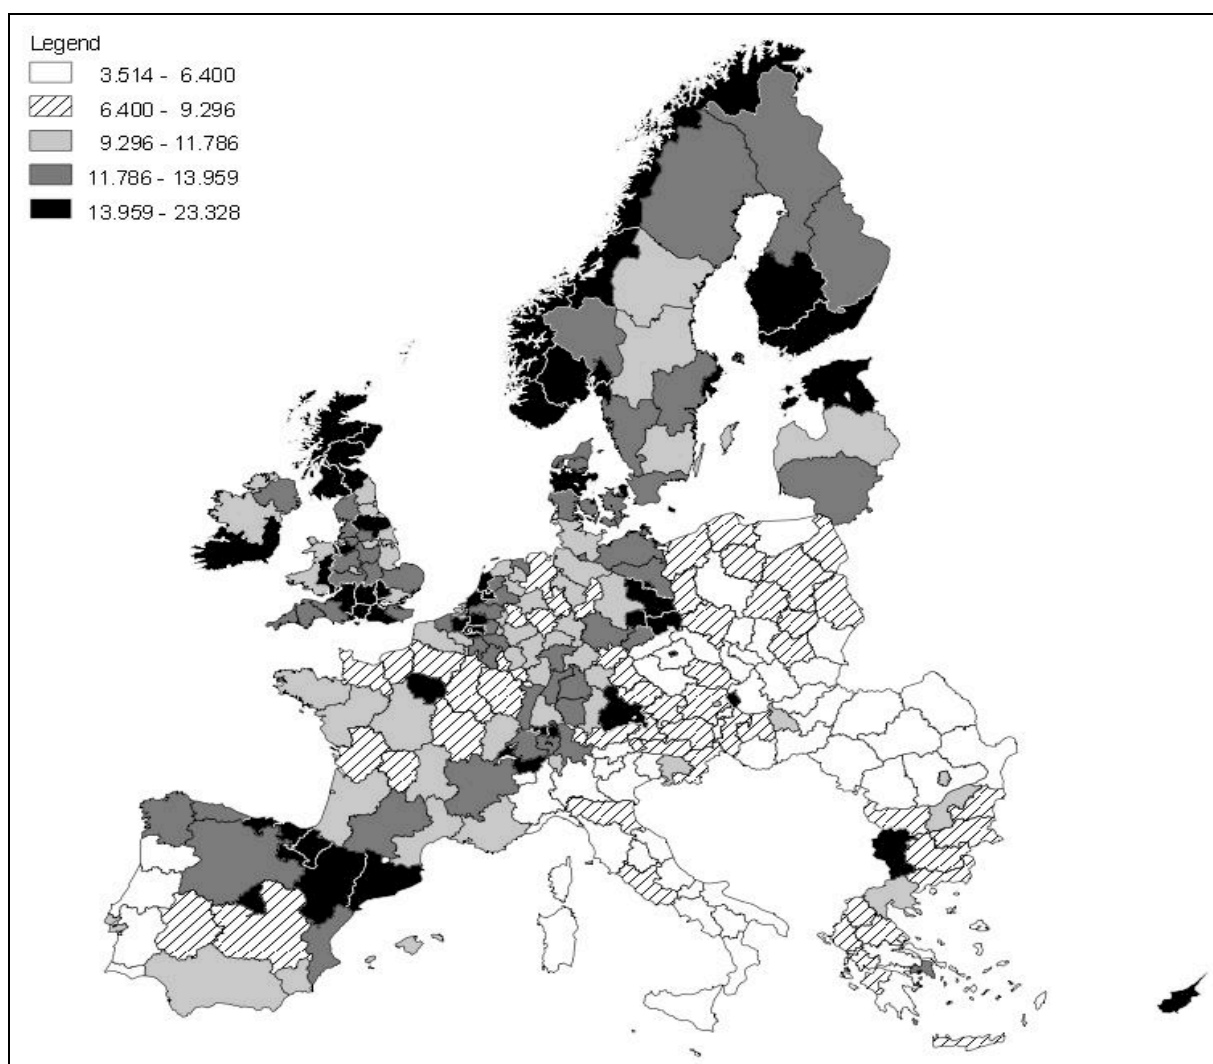 Legend
3.514 - 6.400
6.400 - 9.296
9.296 - 11.786
11.786 - 13.959
13.959 - 23.328